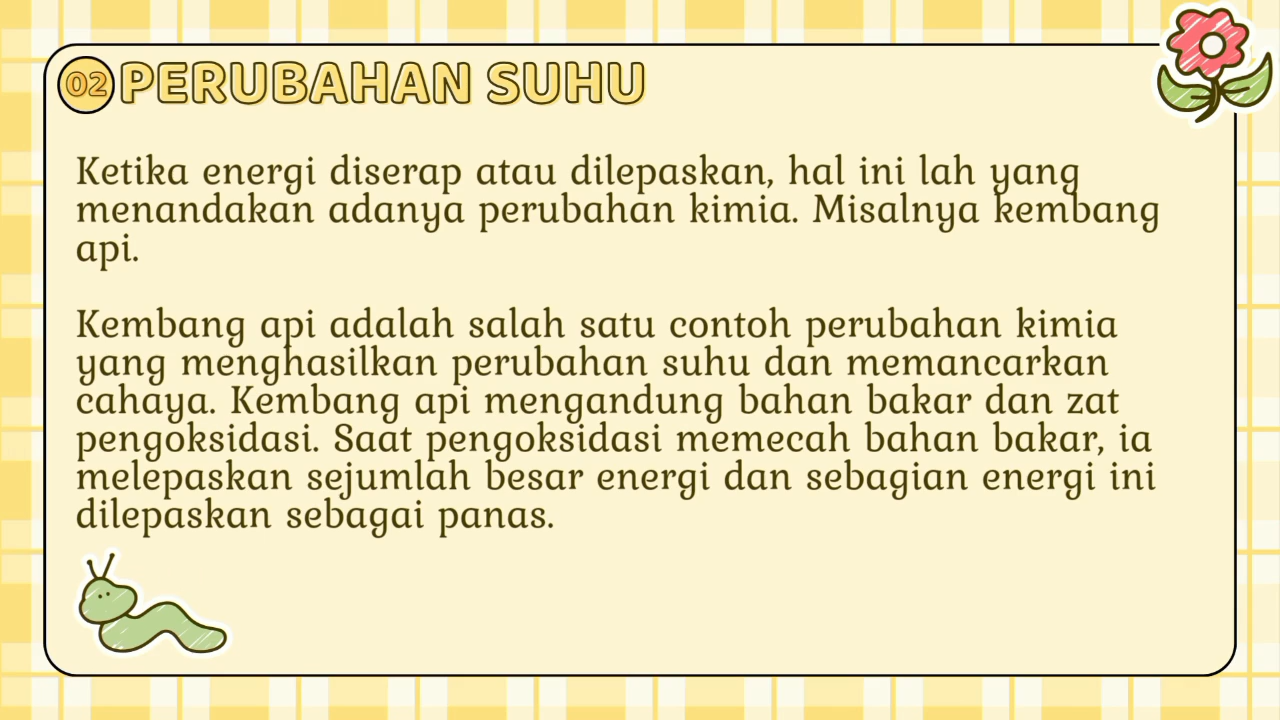 02 PERUBAHAN SUHU
Ketika energi diserap atau dilepaskan, hal ini lah yang
menandakan adanya perubahan kimia. Misalnya kembang
api.
Kembang api adalah salah satu contoh perubahan kimia
yang menghasilkan perubahan suhu dan memancarkan
cahaya. Kembang api mengandung bahan bakar dan zat
pengoksidasi. Saat pengoksidasi memecah bahan bakar, ia
melepaskan sejumlah besar energi dan sebagian energi ini
dilepaskan sebagai panas.